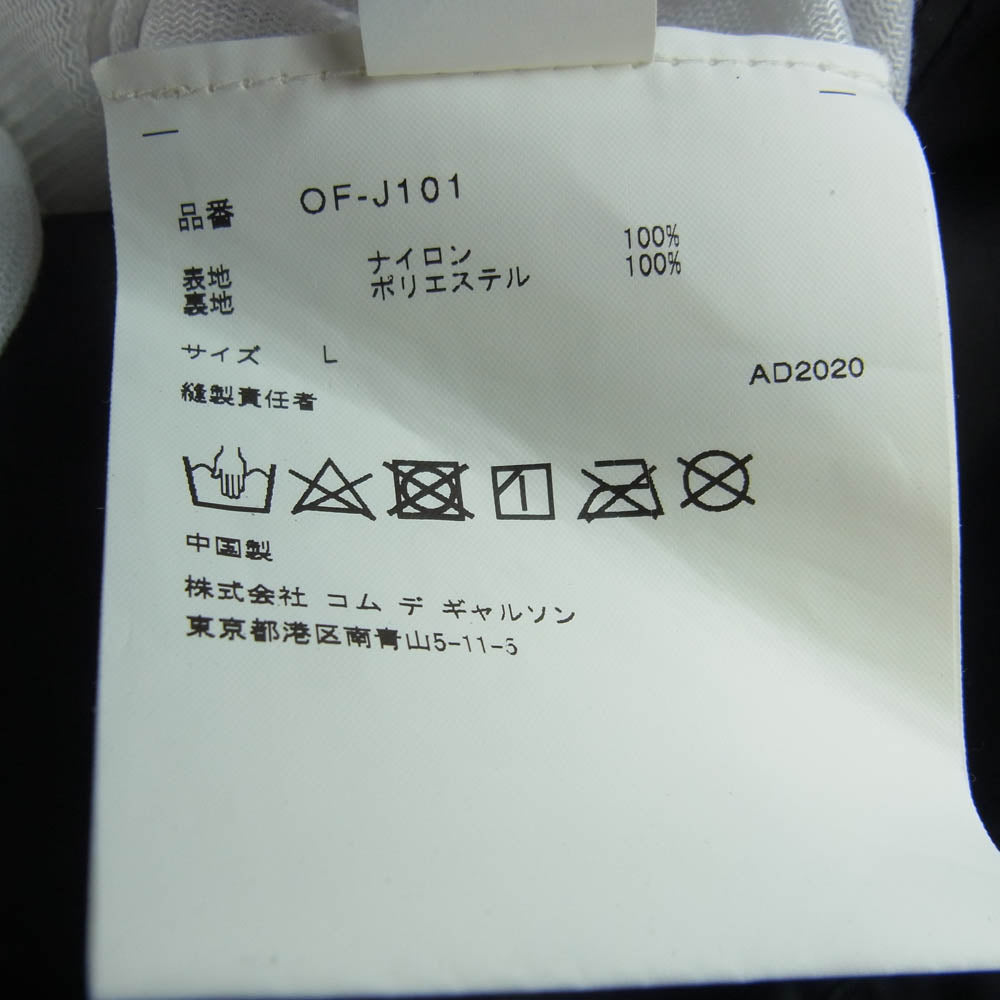 品番 OF-J101
表地 ナイロン 100%
裏地 ポリエステル 100%
サイズ L AD2020
縫製責任者
中国製
株式会社 コム デ ギャルソン
東京都港区南青山5-11-5